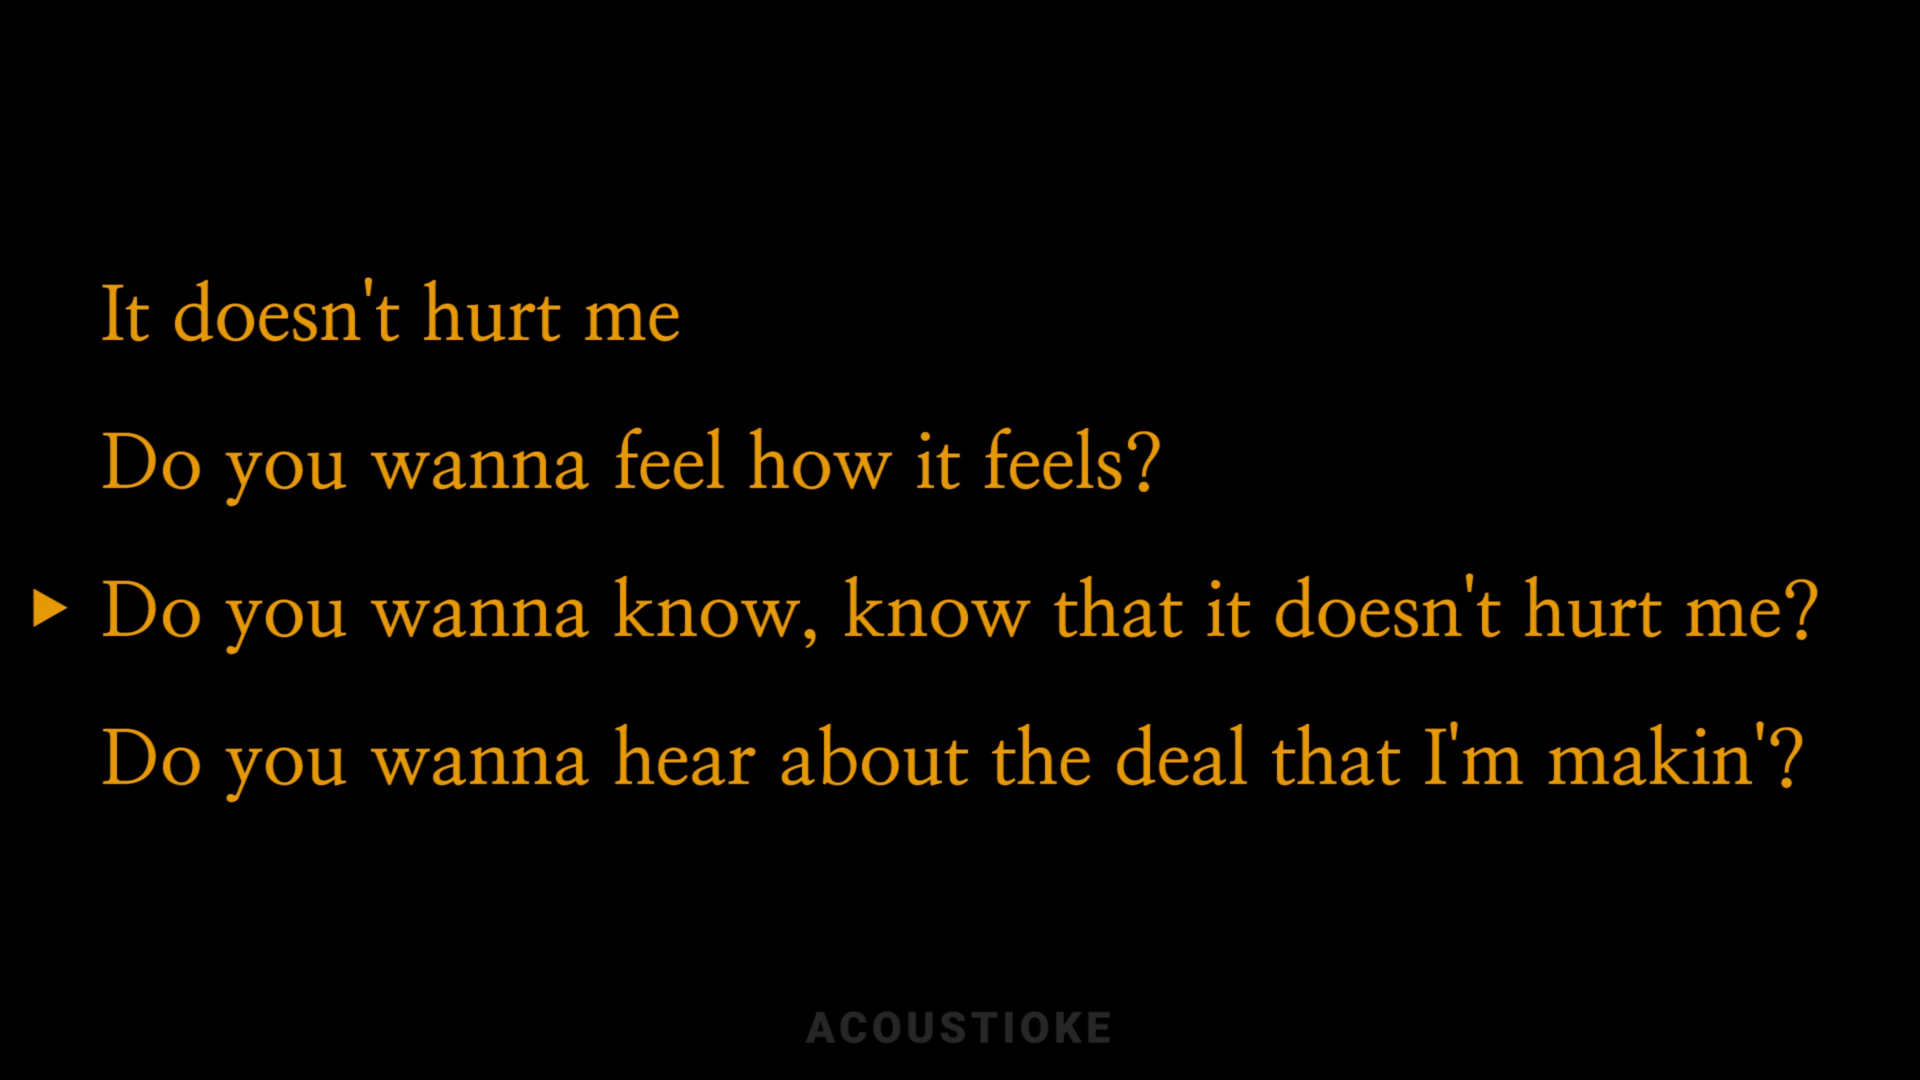 It doesn't hurt me
Do you wanna feel how it feels?
Do you wanna know, know that it doesn't hurt me?
Do you wanna hear about the deal that I'm makin'?
ACOUSTIOKE